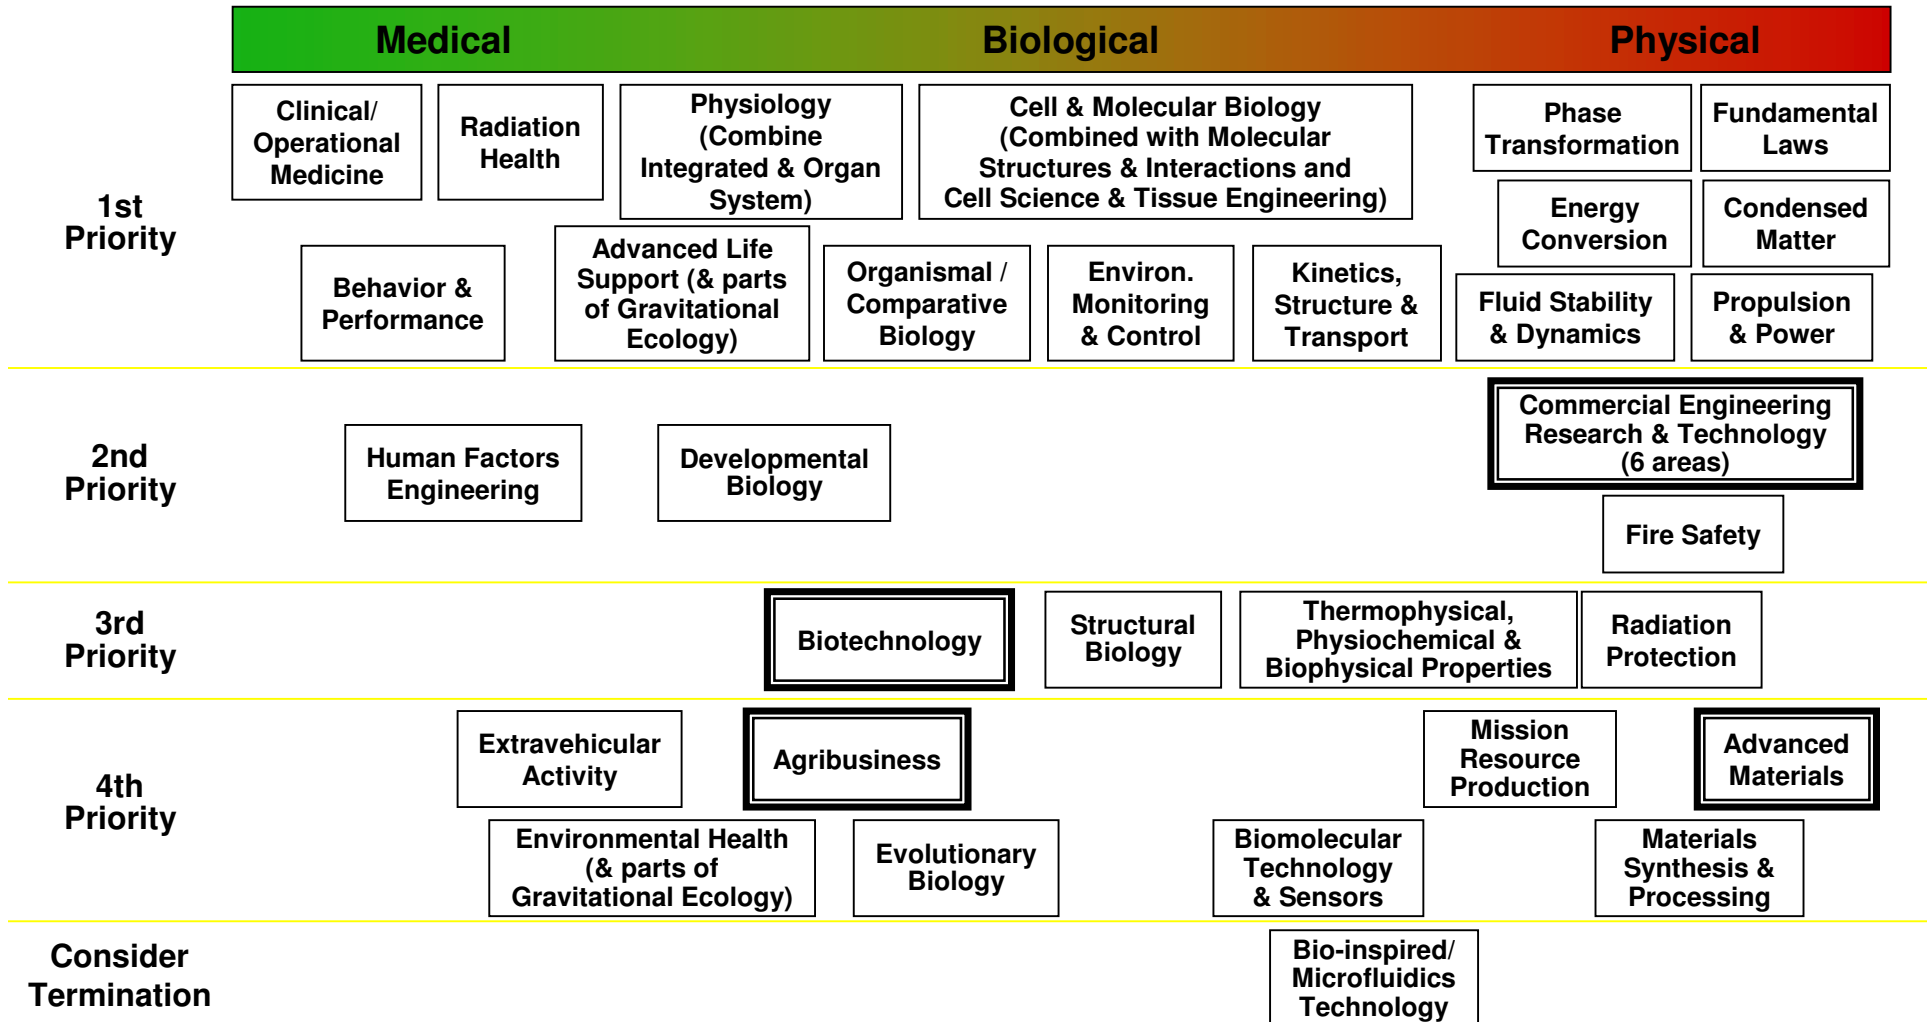 Medical
Biological
Physical
1st
Priority
Clinical/
Operational
Medicine
Radiation
Health
Physiology
(Combine
Integrated & Organ
System)
Cell & Molecular Biology
(Combined with Molecular
Structures & Interactions and
Cell Science & Tissue Engineering)
Phase
Transformation
Fundamental
Laws
Energy
Conversion
Condensed
Matter
Behavior &
Performance
Advanced Life
Support (& parts
of Gravitational
Ecology)
Organismal /
Comparative
Biology
Environ.
Monitoring
& Control
Kinetics,
Structure &
Transport
Fluid Stability
& Dynamics
Propulsion
& Power
2nd
Priority
Human Factors
Engineering
Developmental
Biology
Commercial Engineering
Research & Technology
(6 areas)
Fire Safety
3rd
Priority
Biotechnology
Structural
Biology
Thermophysical,
Physiochemical &
Biophysical Properties
Radiation
Protection
4th
Priority
Extravehicular
Activity
Agribusiness
Mission
Resource
Production
Advanced
Materials
Environmental Health
(& parts of
Gravitational Ecology)
Evolutionary
Biology
Biomolecular
Technology
& Sensors
Materials
Synthesis &
Processing
Consider
Termination
Bio-inspired/
Microfluidics
Technology